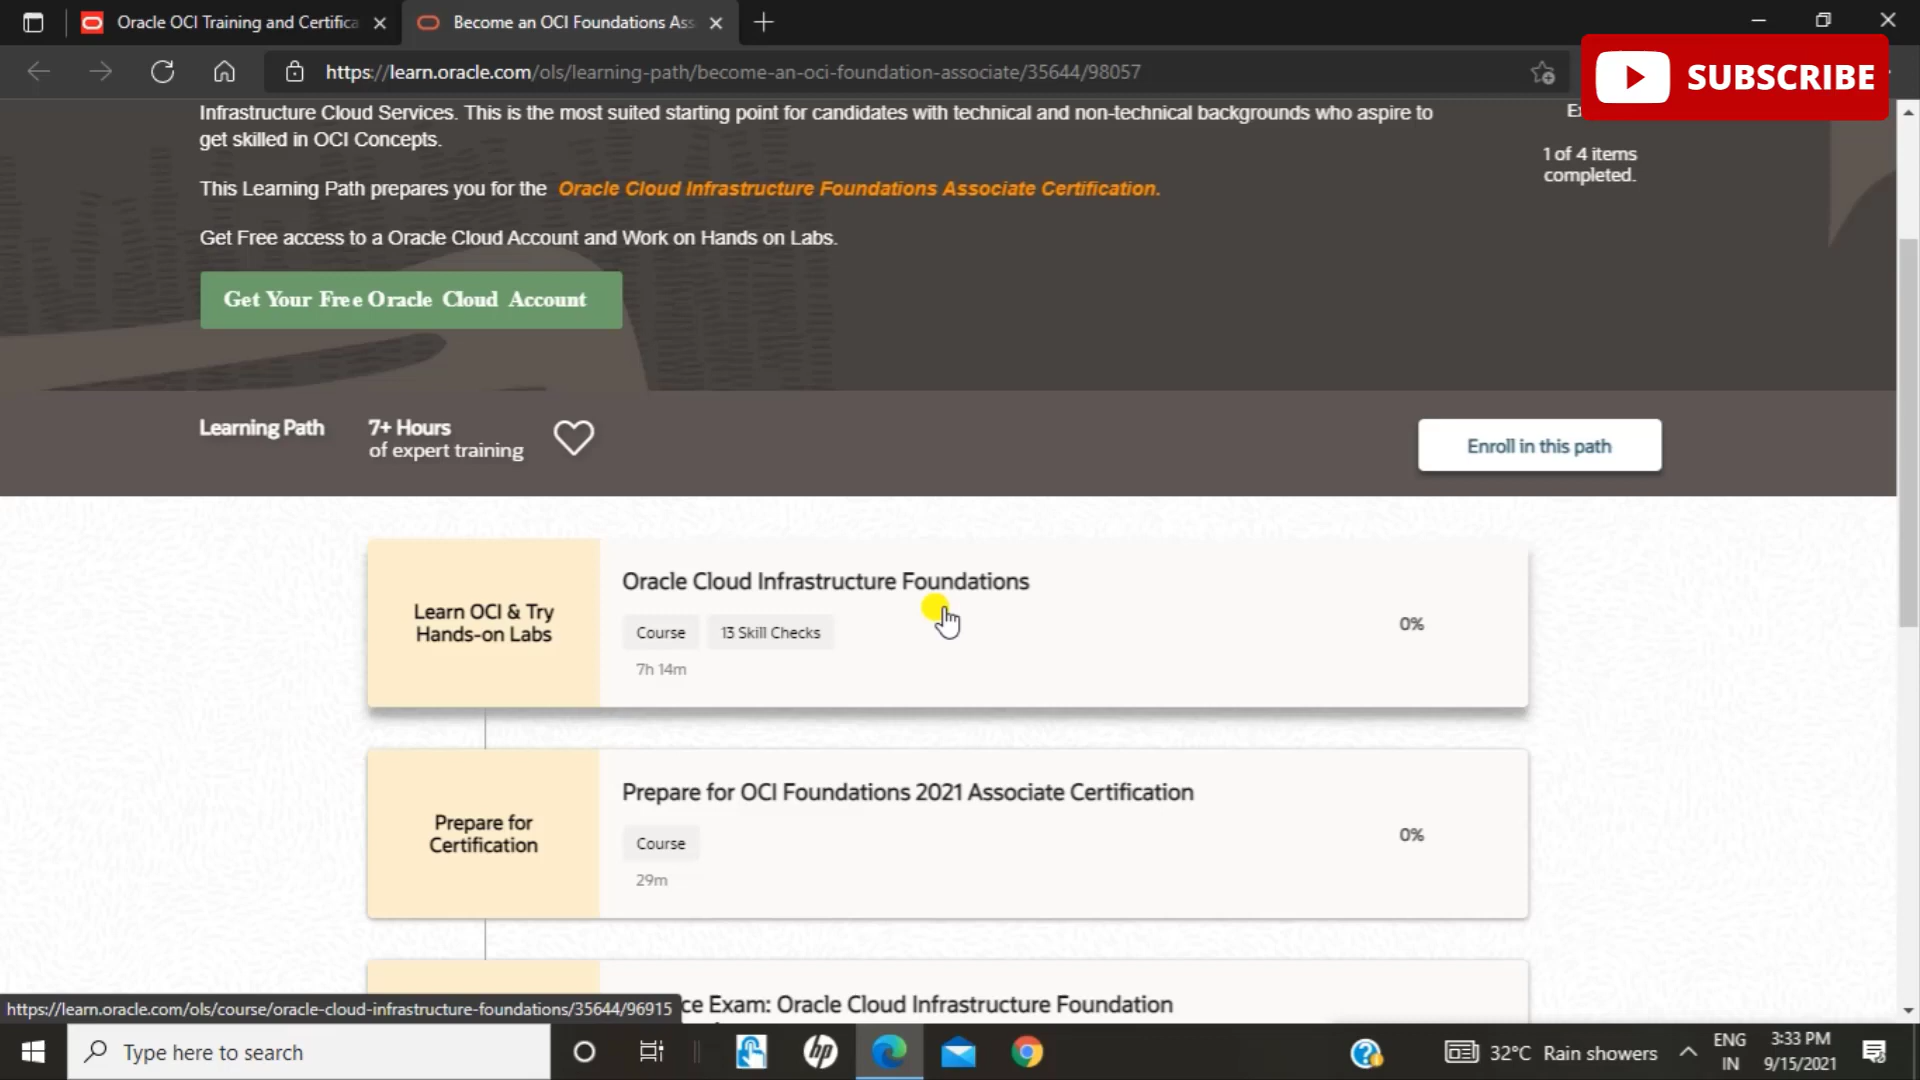 Oracle OCI Training and Certifica
Become an OCI Foundations Ass
https://learn.oracle.com/ols/learning-path/become-an-oci-foundation-associate/35644/98057
SUBSCRIBE
Infrastructure Cloud Services. This is the most suited starting point for candidates with technical and non-technical backgrounds who aspire to
get skilled in OCI Concepts.
1 of 4 items
completed.
This Learning Path prepares you for the Oracle Cloud Infrastructure Foundations Associate Certification.
Get Free access to a Oracle Cloud Account and Work on Hands on Labs.
Get Your Free Oracle Cloud Account
Learning Path
7+ Hours
of expert training
Enroll in this path
Learn OCI & Try
Hands-on Labs
Oracle Cloud Infrastructure Foundations
Course
13 Skill Checks
7h 14m
0%
Prepare for
Certification
Prepare for OCI Foundations 2021 Associate Certification
Course
29m
0%
ce Exam: Oracle Cloud Infrastructure Foundation
https://learn.oracle.com/ols/course/oracle-cloud-infrastructure-foundations/35644/96915
Type here to search
hp
32°C Rain showers
ENG
IN
3:33 PM
9/15/2021